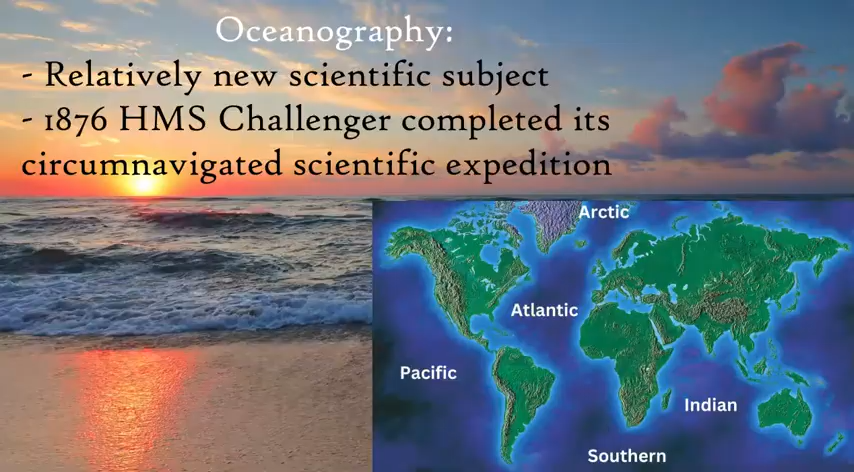 Oceanography:
- Relatively new scientific subject
- 1876 HMS Challenger completed its
circumnavigated scientific expedition
Arctic
Atlantic
Pacific
Indian
Southern